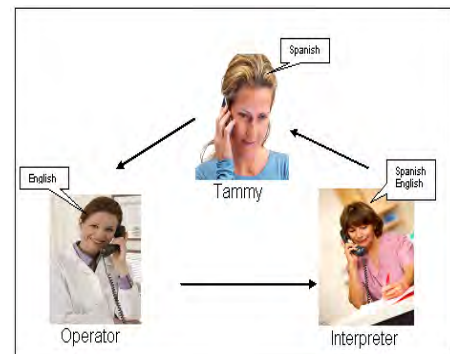 Spanish
Tammy
English
Operator
Spanish
English
Interpreter